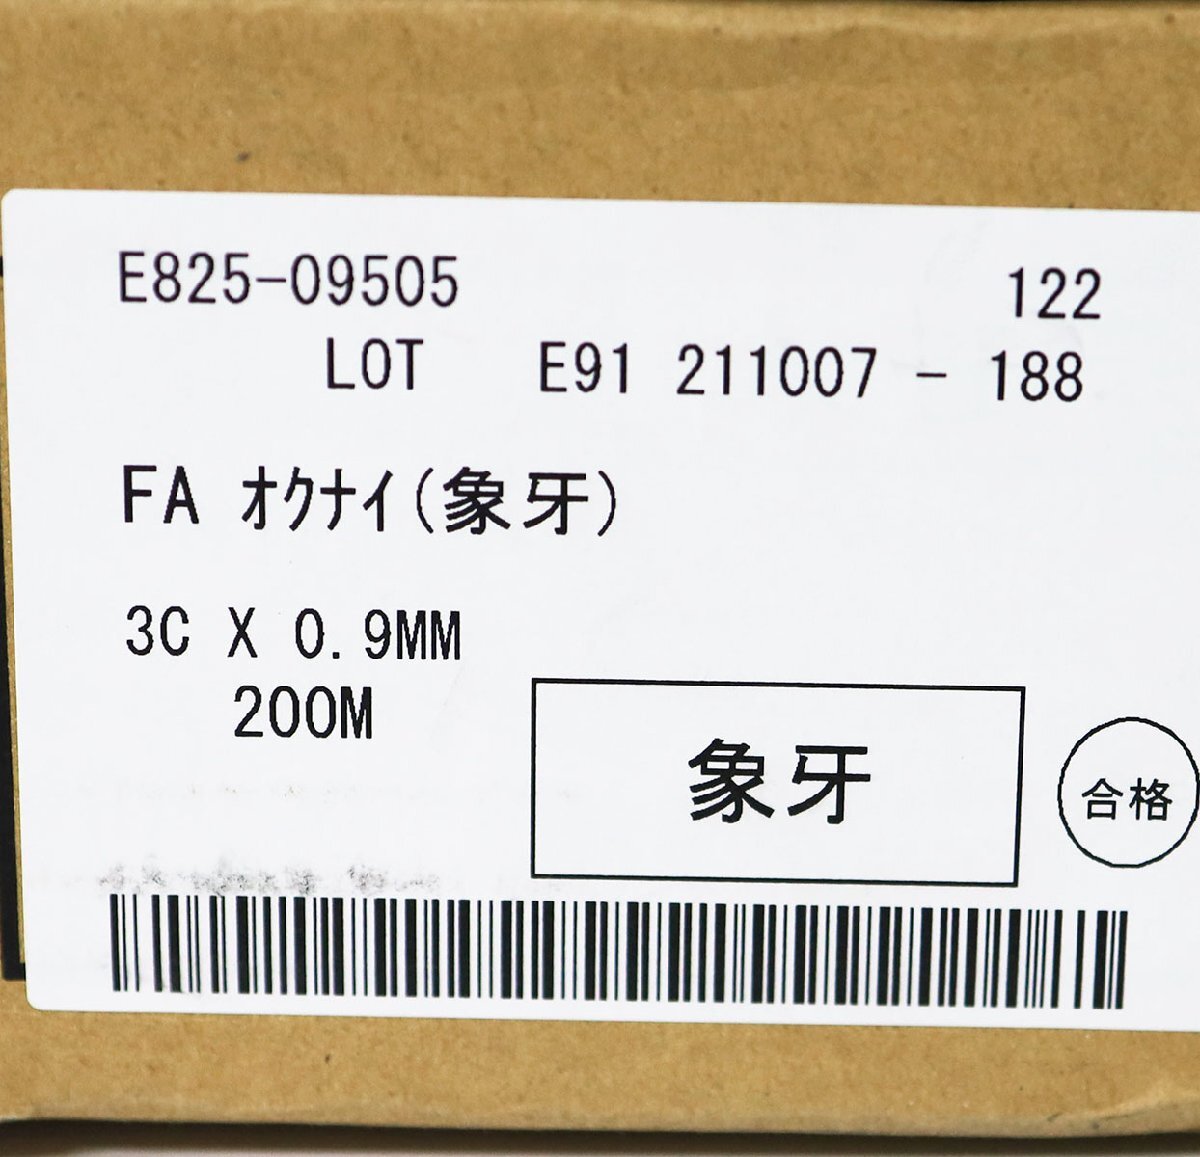 E825-09505 122
LOT E91 211007 - 188
FA ｵｸﾅｲ(象牙)
3C X 0.9MM
200M
象牙
合格